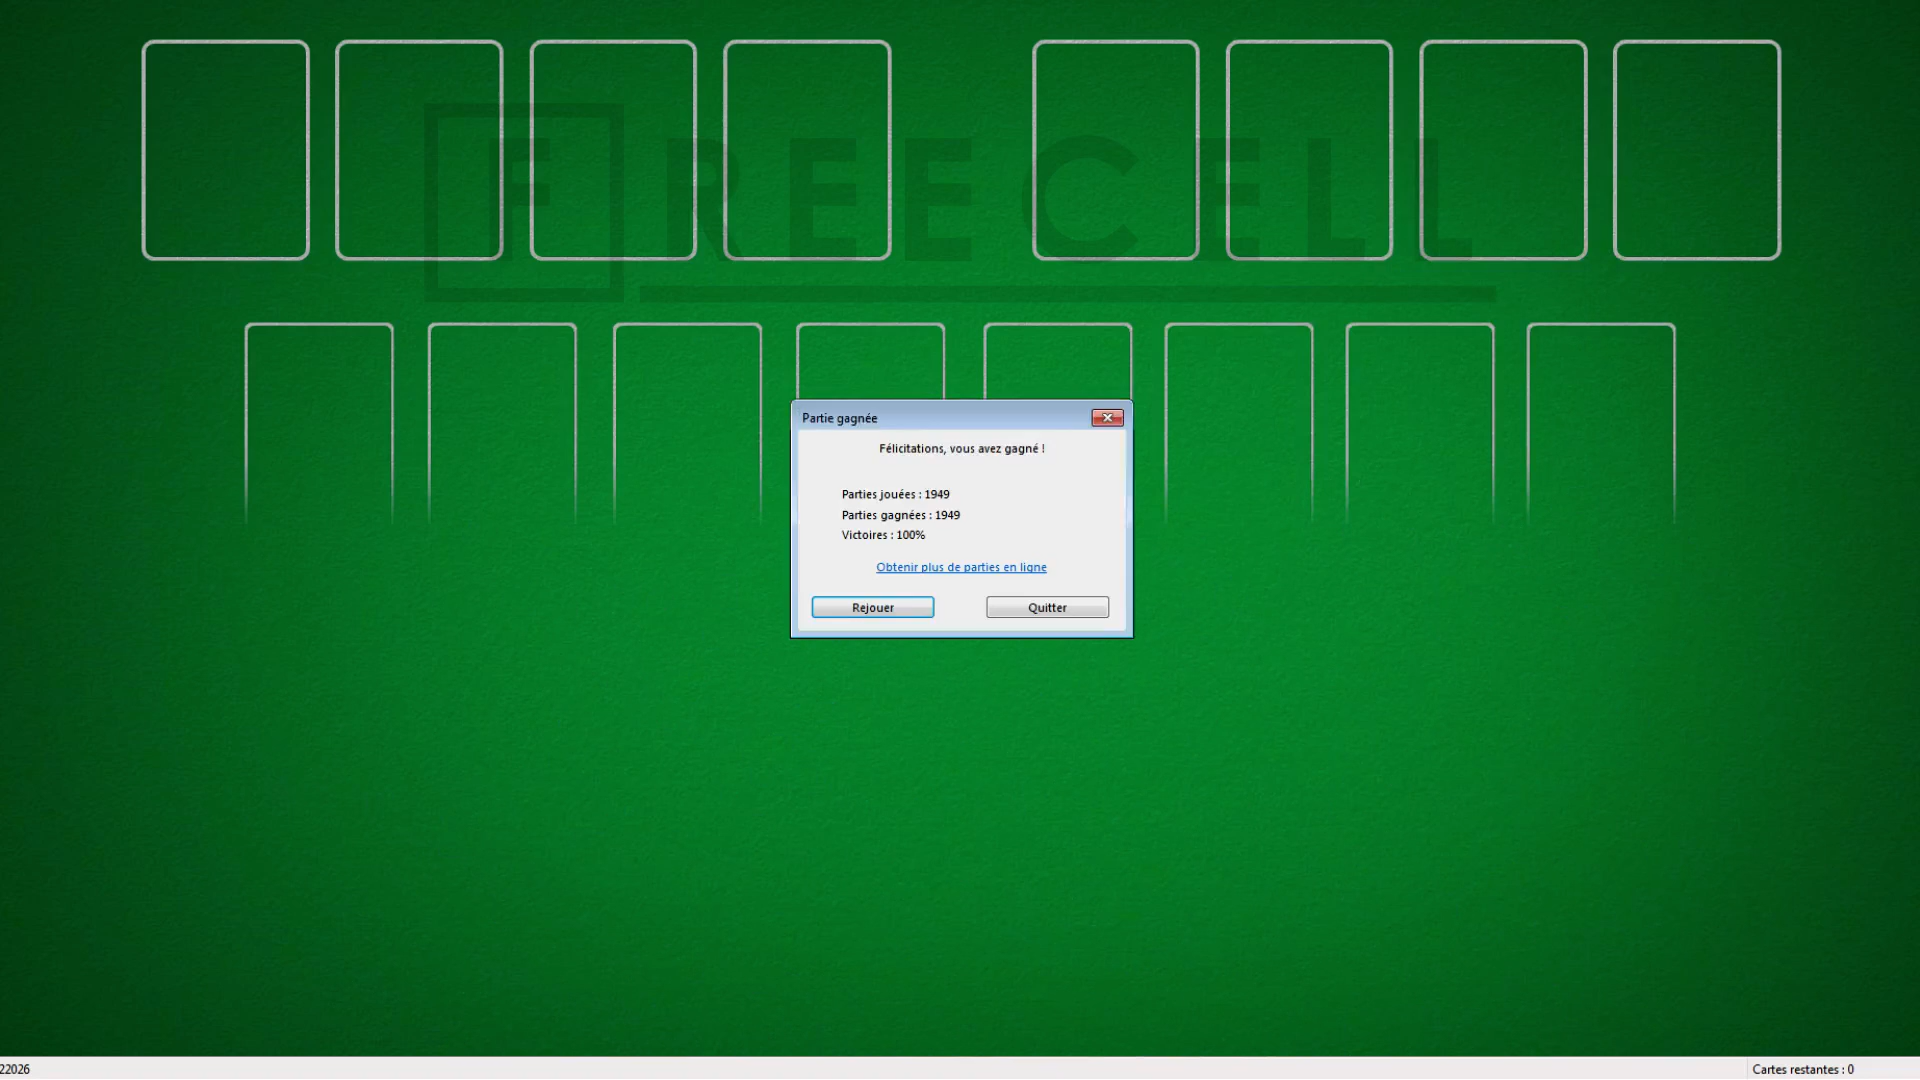 FREECELL
Partie gagnée
Félicitations, vous avez gagné !
Parties jouées : 1949
Parties gagnées : 1949
Victoires : 100%
Obtenir plus de parties en ligne
Rejouer
Quitter
22026
Cartes restantes : 0